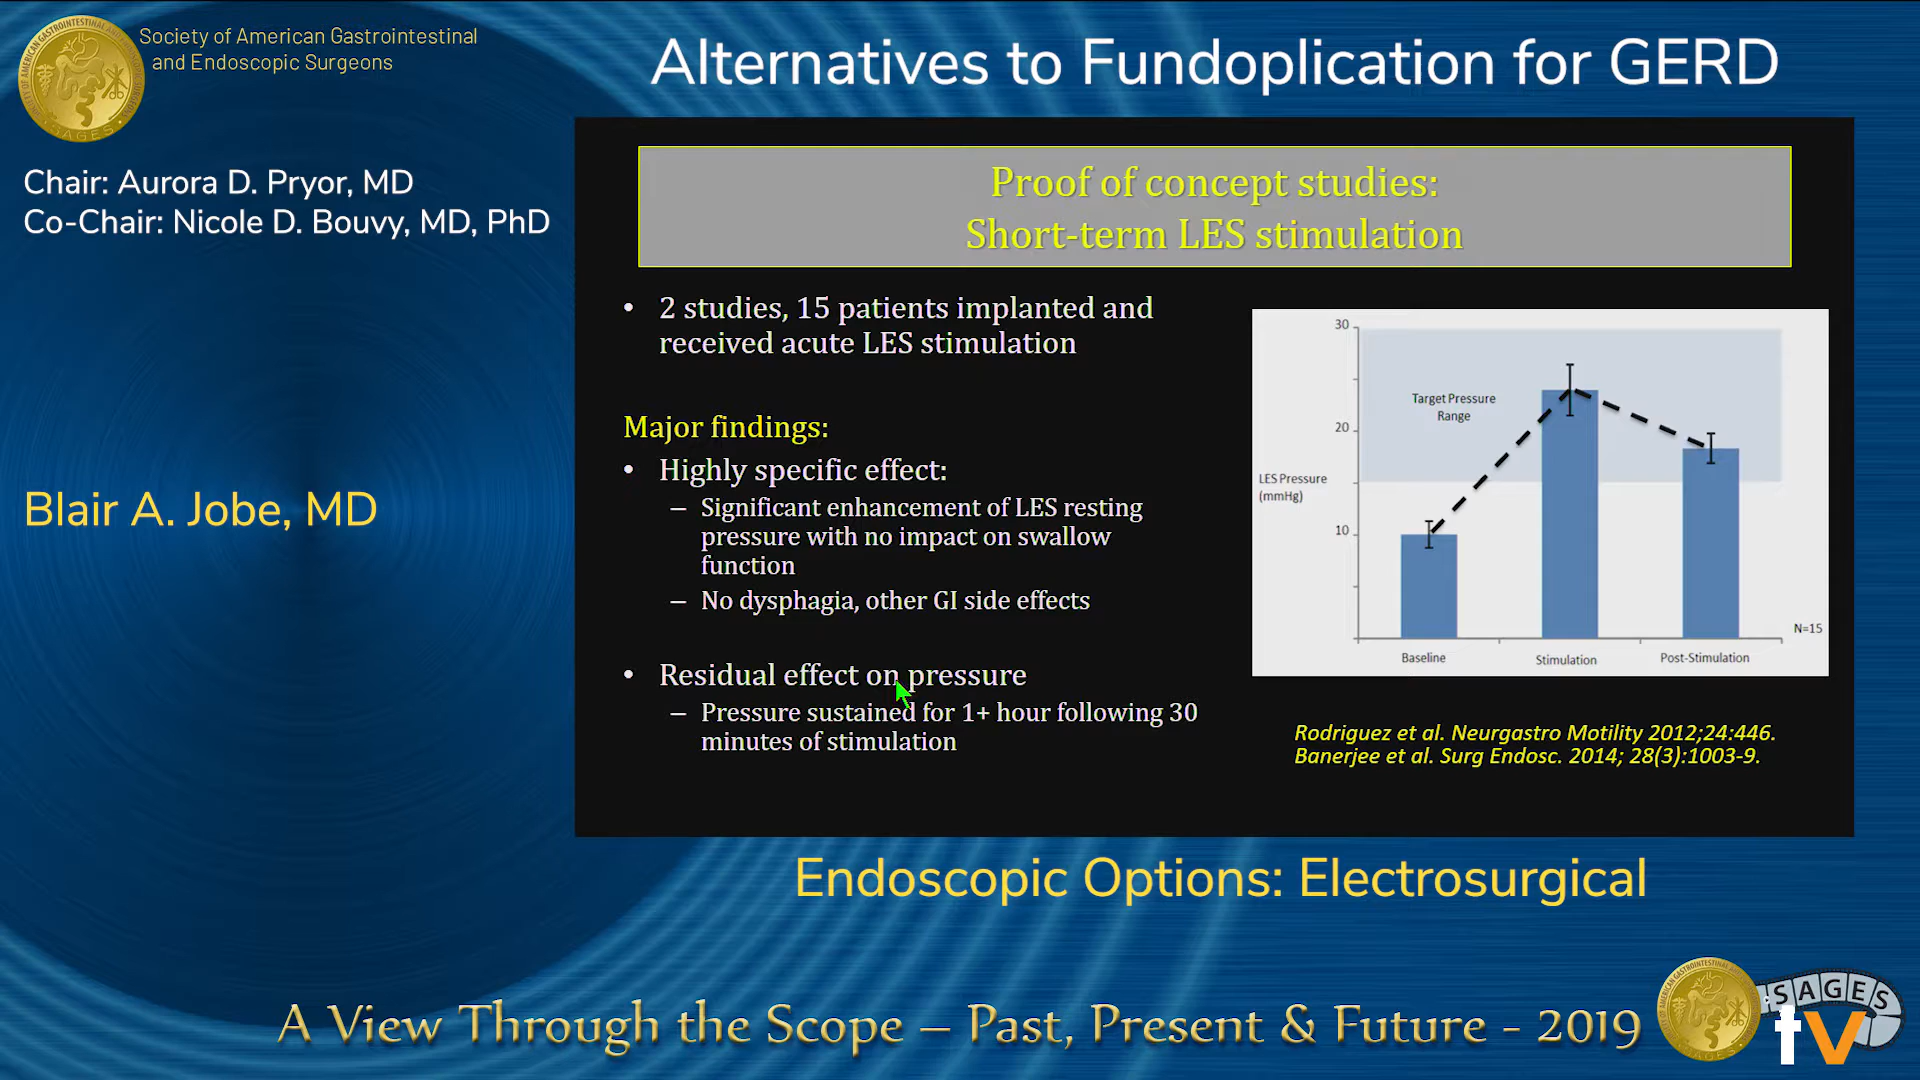 Society of American Gastrointestinal
and Endoscopic Surgeons
Alternatives to Fundoplication for GERD
Chair: Aurora D. Pryor, MD
Co-Chair: Nicole D. Bouvy, MD, PhD
Blair A. Jobe, MD
Proof of concept studies:
Short-term LES stimulation
• 2 studies, 15 patients implanted and
received acute LES stimulation
Major findings:
• Highly specific effect:
– Significant enhancement of LES resting
pressure with no impact on swallow
function
– No dysphagia, other GI side effects
• Residual effect on pressure
– Pressure sustained for 1+ hour following 30
minutes of stimulation
30
Target Pressure
Range
20
LES Pressure
(mmHg)
10
N=15
Baseline
Stimulation
Post-Stimulation
Rodriguez et al. Neurgastro Motility 2012;24:446.
Banerjee et al. Surg Endosc. 2014; 28(3):1003-9.
Endoscopic Options: Electrosurgical
A View Through the Scope – Past, Present & Future - 2019
SAGES
tv